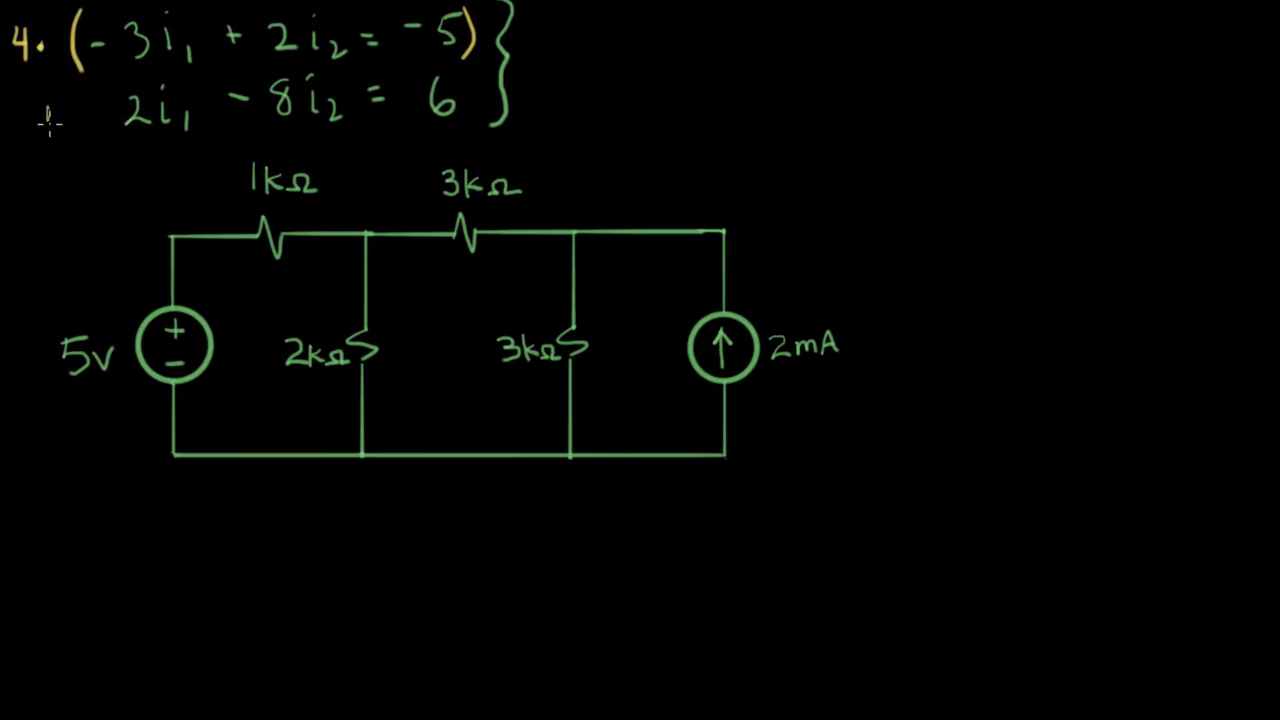 4. (- 3i₁ + 2i₂ = -5) }
2i₁ - 8i₂ = 6
1kΩ 3kΩ
+
-
5v 2kΩ 3kΩ 2mA